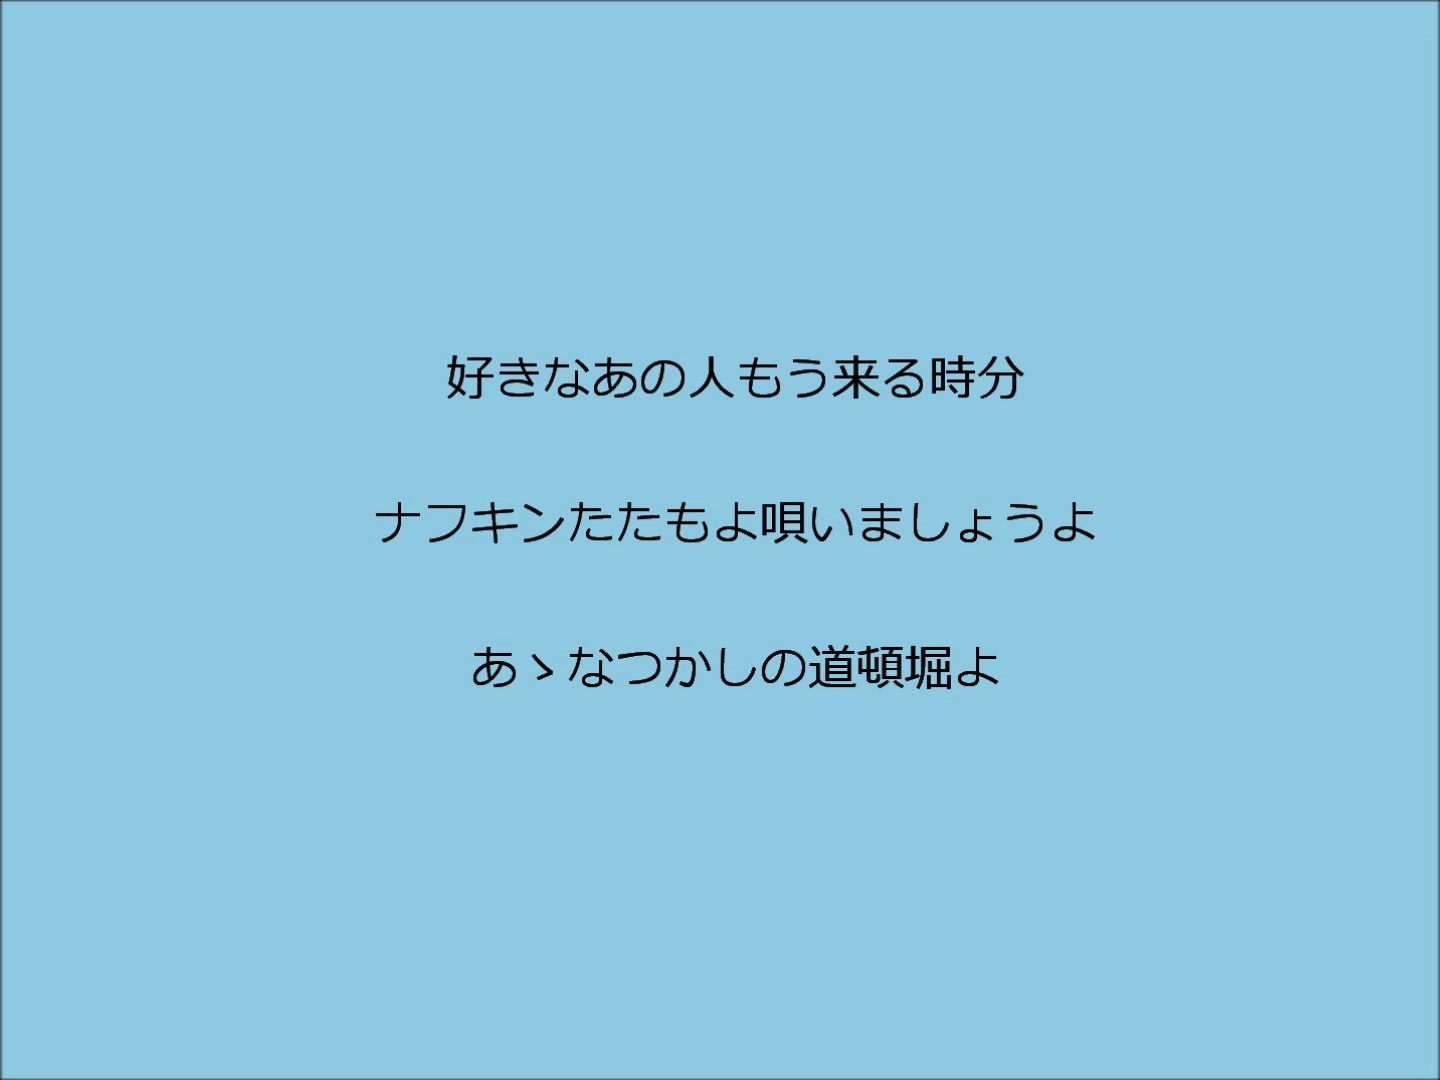 好きなあの人もう来る時分
ナフキンたたもよ唄いましょうよ
あゝなつかしの道頓堀よ